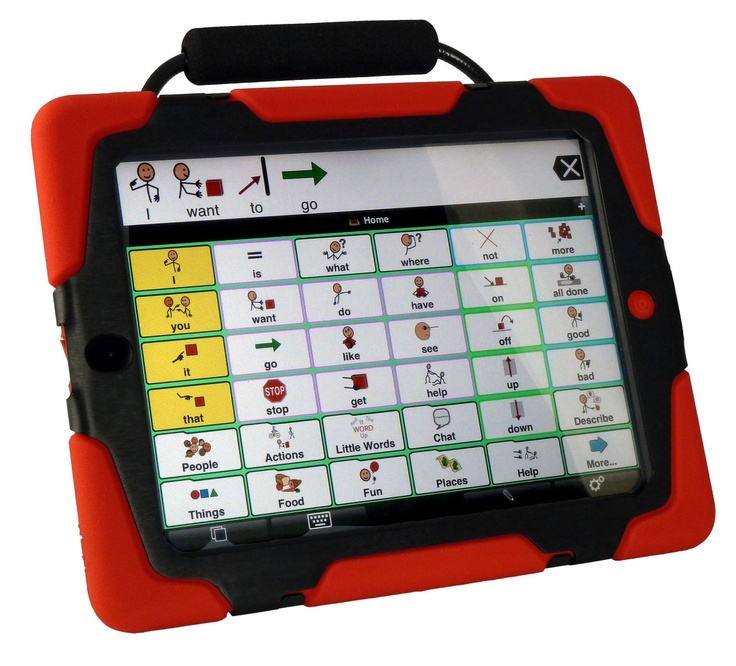 I want to go
Home +
I is what where not more
you want do have on all done
it go like see off good
that STOP stop get help up bad
People Actions Little It WORD Up Words Chat down Describe
Things Food Fun Places Help More...